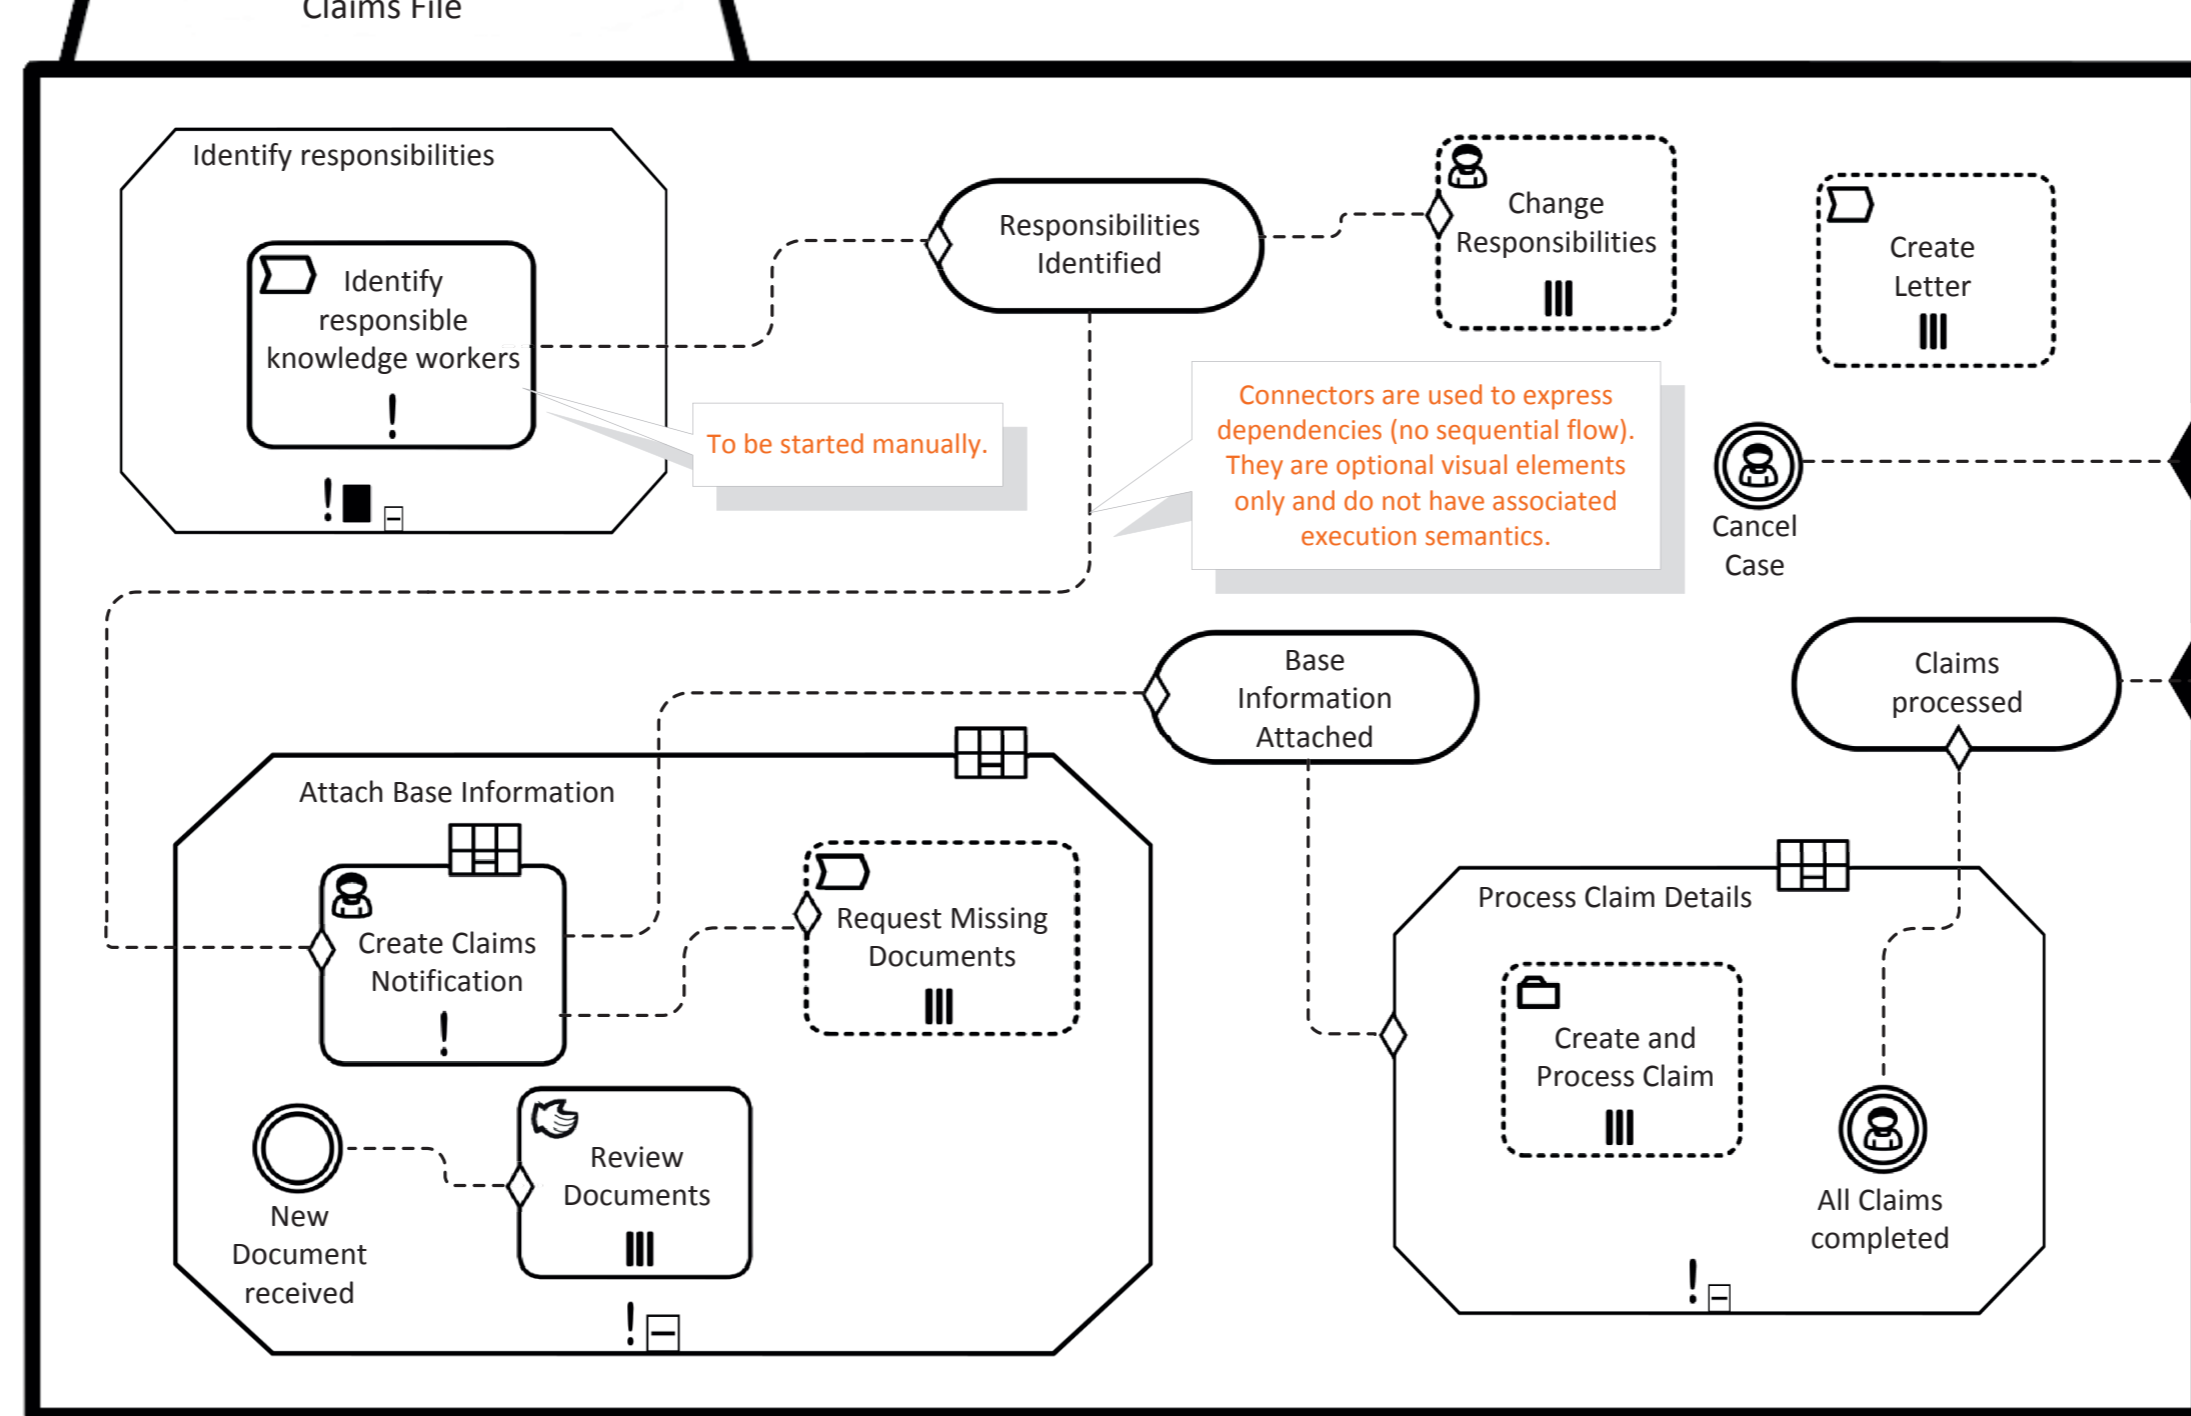 Claims File
Identify responsibilities
Identify
responsible
knowledge workers
!
!
To be started manually.
Responsibilities
Identified
Change
Responsibilities
Create
Letter
Connectors are used to express
dependencies (no sequential flow).
They are optional visual elements
only and do not have associated
execution semantics.
Cancel
Case
Base
Information
Attached
Claims
processed
Attach Base Information
Create Claims
Notification
!
Request Missing
Documents
New
Document
received
Review
Documents
!
Process Claim Details
Create and
Process Claim
All Claims
completed
!